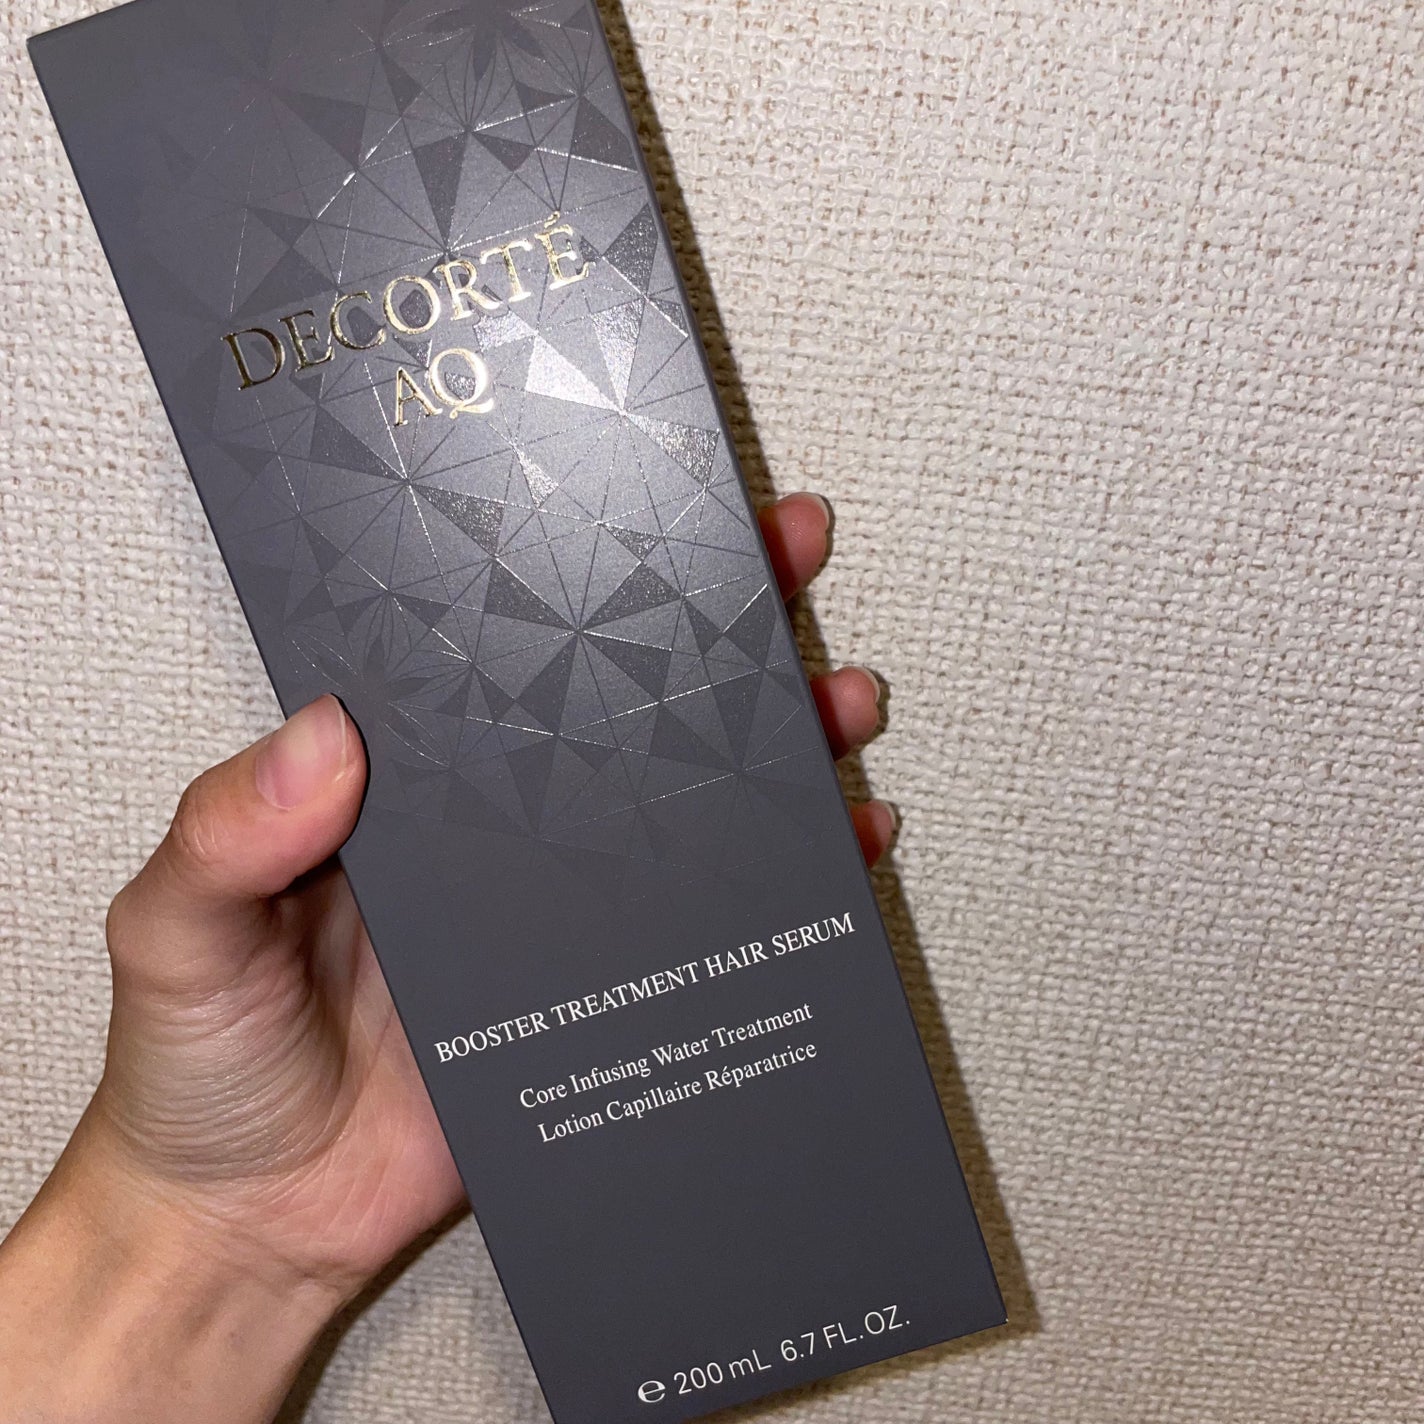 DECORTÉ
AQ
BOOSTER TREATMENT HAIR SERUM
Core Infusing Water Treatment
Lotion Capillaire Réparatrice
℮ 200 mL 6.7 FL.OZ.